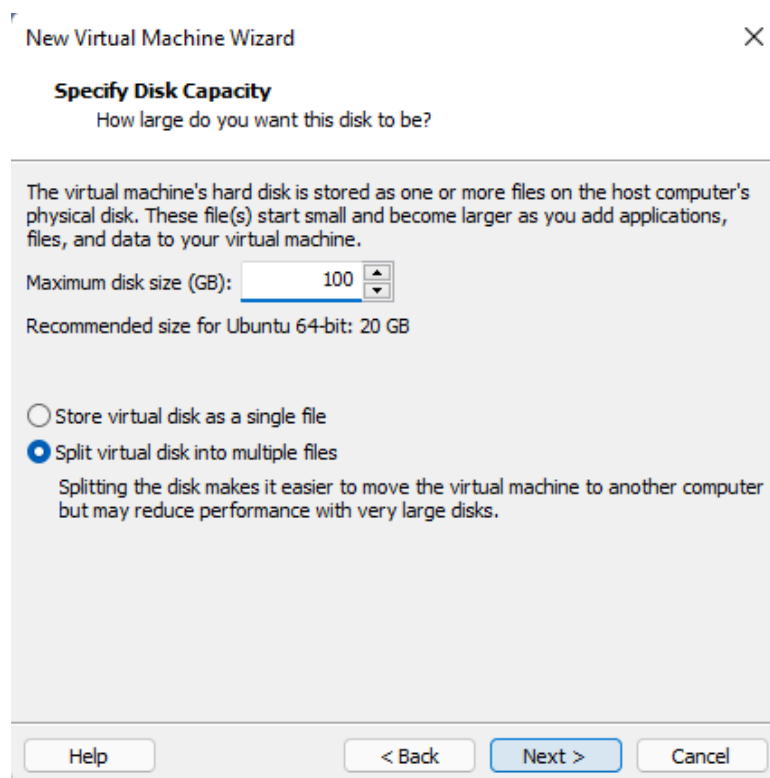 New Virtual Machine Wizard
Specify Disk Capacity
How large do you want this disk to be?
The virtual machine's hard disk is stored as one or more files on the host computer's
physical disk. These file(s) start small and become larger as you add applications,
files, and data to your virtual machine.
Maximum disk size (GB): 100
Recommended size for Ubuntu 64-bit: 20 GB
Store virtual disk as a single file
Split virtual disk into multiple files
Splitting the disk makes it easier to move the virtual machine to another computer
but may reduce performance with very large disks.
Help < Back Next > Cancel